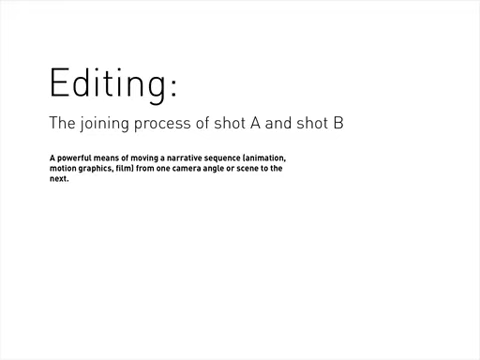 Editing:
The joining process of shot A and shot B
A powerful means of moving a narrative sequence (animation,
motion graphics, film) from one camera angle or scene to the
next.